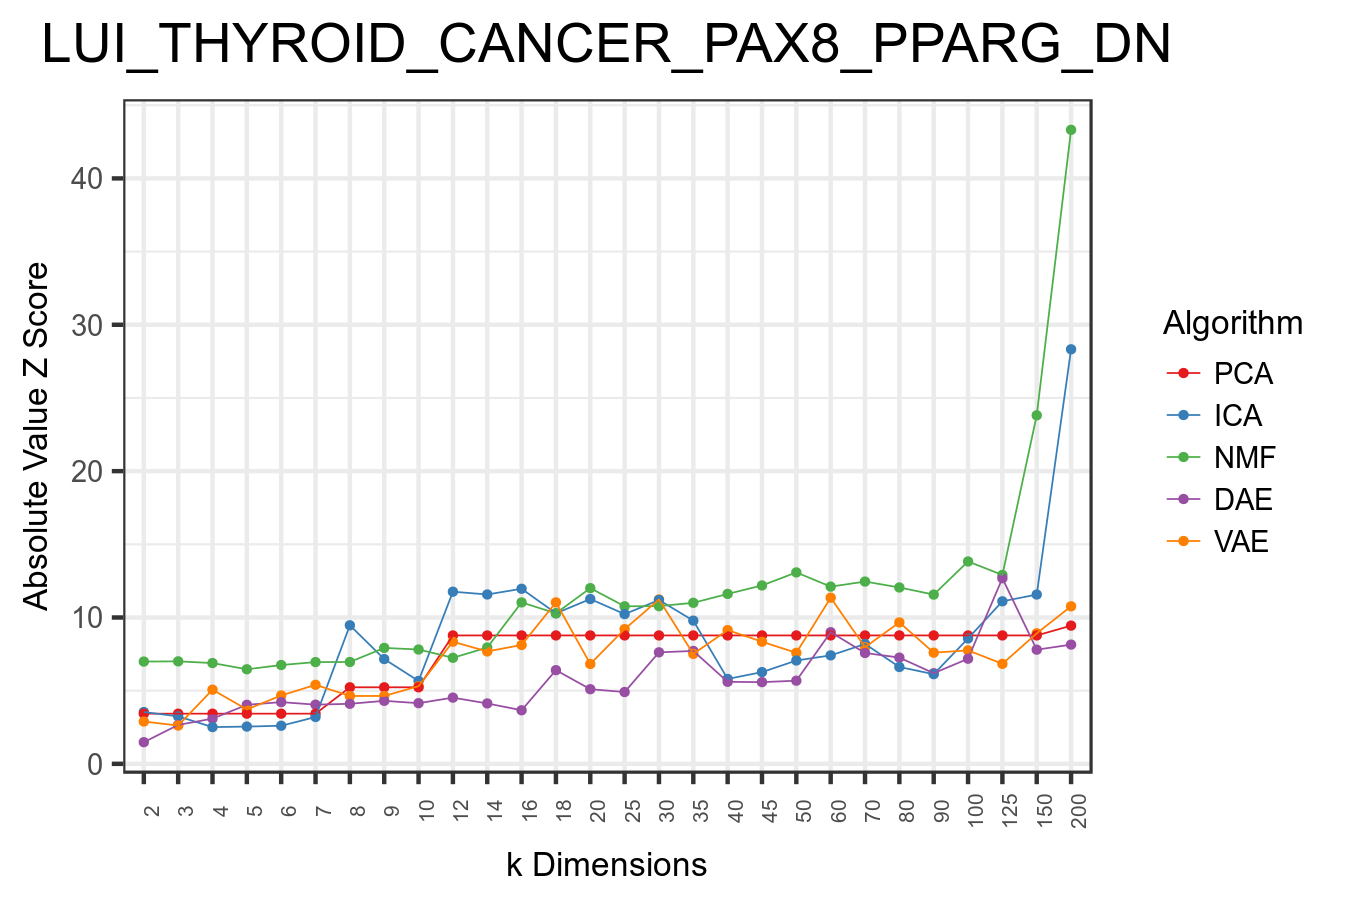 LUI_THYROID_CANCER_PAX8_PPARG_DN
Absolute Value Z Score
40
30
20
10
0
2 3 4 5 6 7 8 9 10 12 14 16 18 20 25 30 35 40 45 50 60 70 80 90 100 125 150 200
k Dimensions
Algorithm
PCA
ICA
NMF
DAE
VAE